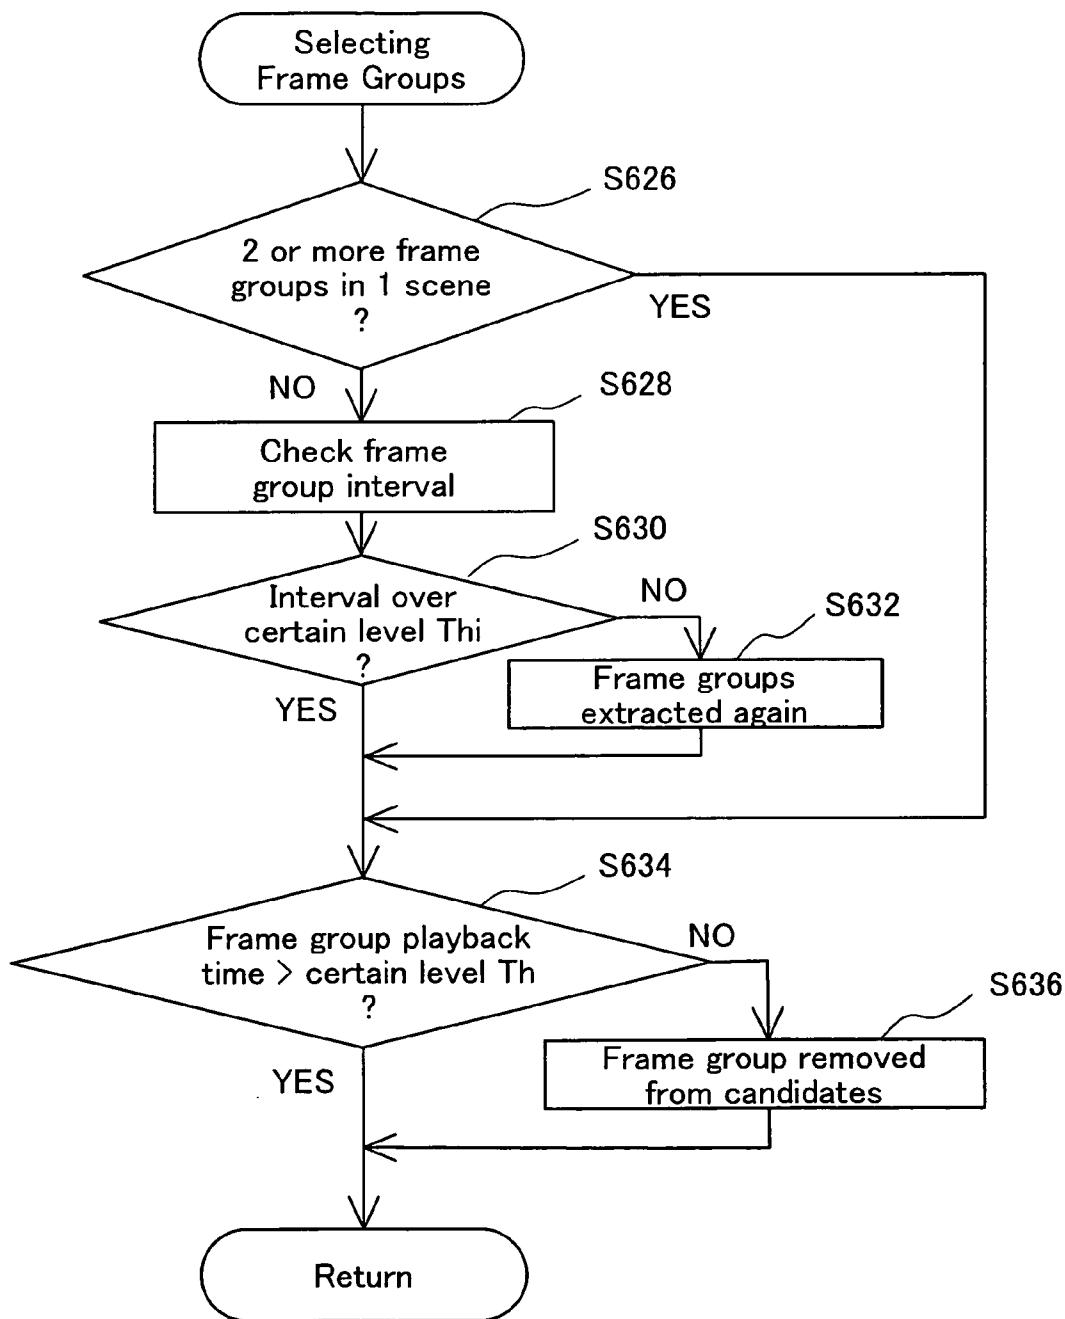 Selecting
Frame Groups
S626
2 or more frame
groups in 1 scene
?
YES
NO
S628
Check frame
group interval
S630
Interval over
certain level Thi
?
NO
S632
Frame groups
extracted again
YES
S634
Frame group playback
time > certain level Th
?
NO
S636
Frame group removed
from candidates
YES
Return